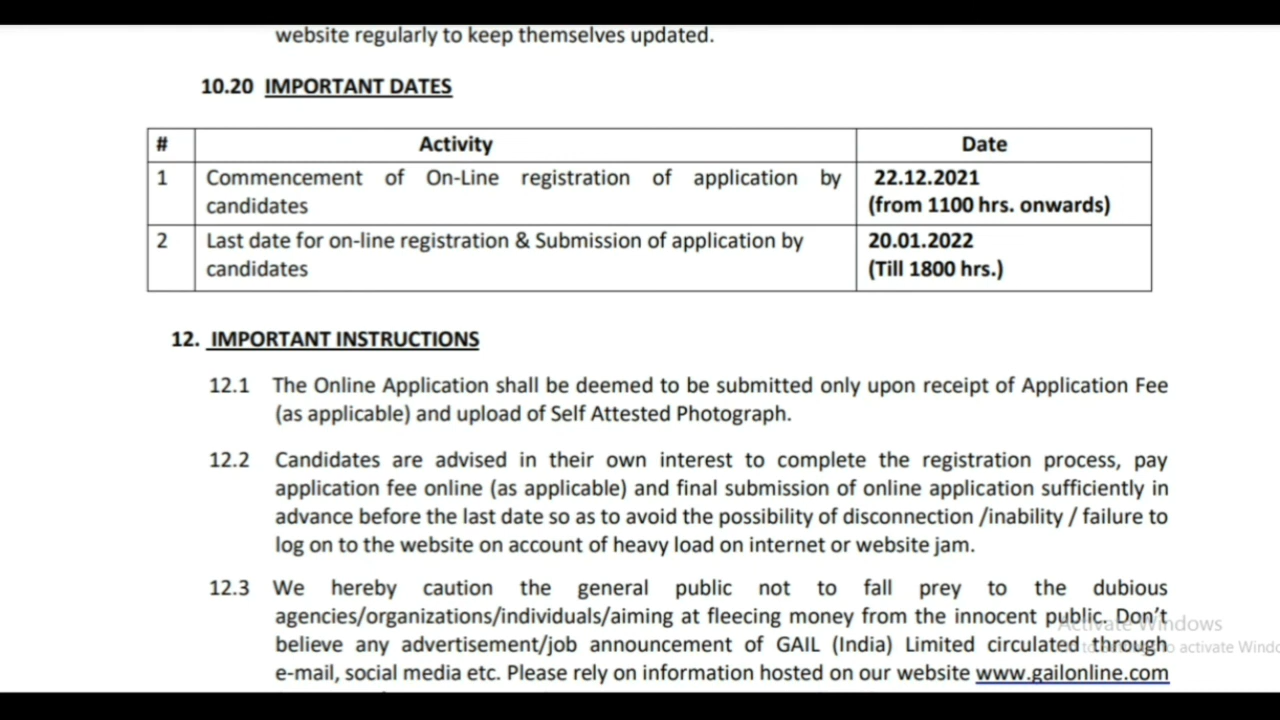 website regularly to keep themselves updated.
10.20 IMPORTANT DATES
# Activity Date
1 Commencement of On-Line registration of application by candidates 22.12.2021 (from 1100 hrs. onwards)
2 Last date for on-line registration & Submission of application by candidates 20.01.2022 (Till 1800 hrs.)
12. IMPORTANT INSTRUCTIONS
12.1 The Online Application shall be deemed to be submitted only upon receipt of Application Fee
(as applicable) and upload of Self Attested Photograph.
12.2 Candidates are advised in their own interest to complete the registration process, pay
application fee online (as applicable) and final submission of online application sufficiently in
advance before the last date so as to avoid the possibility of disconnection /inability / failure to
log on to the website on account of heavy load on internet or website jam.
12.3 We hereby caution the general public not to fall prey to the dubious
agencies/organizations/individuals/aiming at fleecing money from the innocent public. Don't
believe any advertisement/job announcement of GAIL (India) Limited circulated through
e-mail, social media etc. Please rely on information hosted on our website www.gailonline.com
Activate Windows
to activate